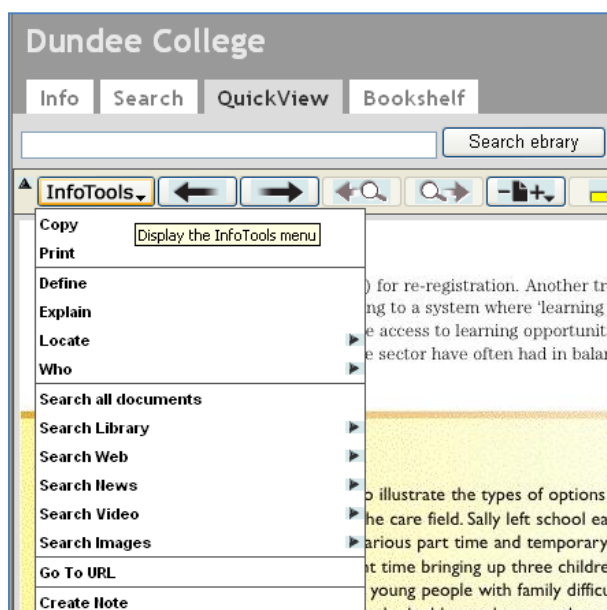 Dundee College
Info Search QuickView Bookshelf
Search ebrary
InfoTools
Copy
Display the InfoTools menu
Print
Define
Explain
Locate
Who
Search all documents
Search Library
Search Web
Search News
Search Video
Search Images
Go To URL
Create Note
) for re-registration. Another tr
ng to a system where 'learning
e access to learning opportunit
e sector have often had in balar
o illustrate the types of options
he care field. Sally left school ea
arious part time and temporary
nt time bringing up three childre
young people with family difficu